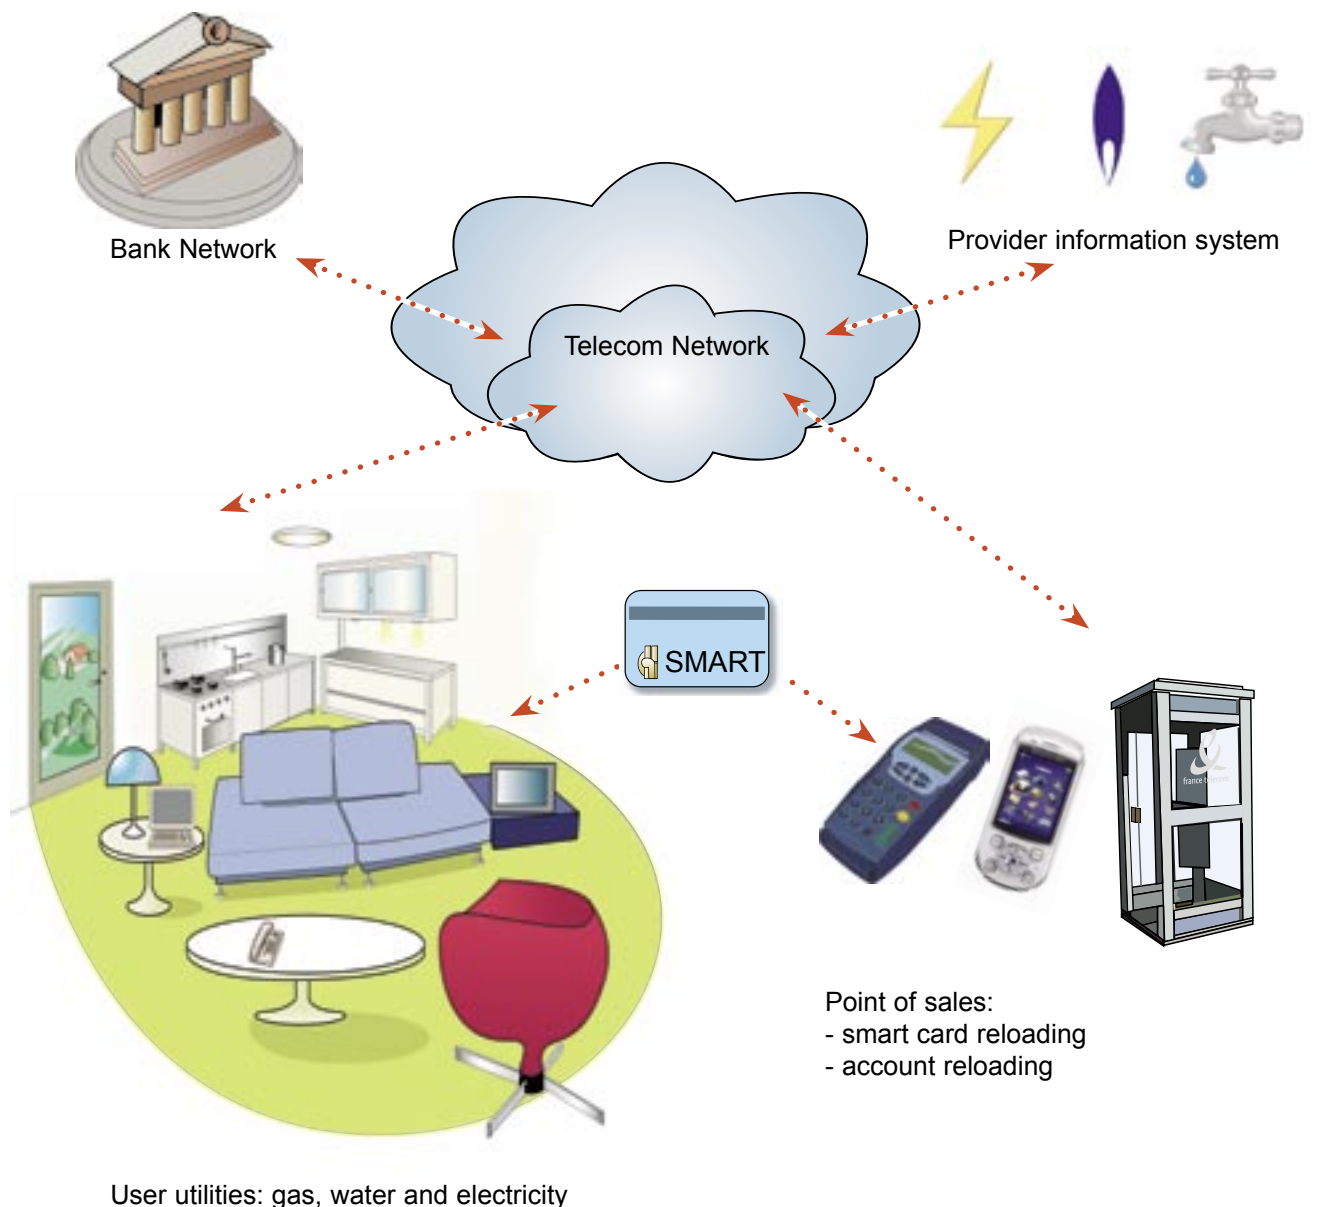 Bank Network
Provider information system
Telecom Network
SMART
france
Point of sales:
- smart card reloading
- account reloading
User utilities: gas, water and electricity